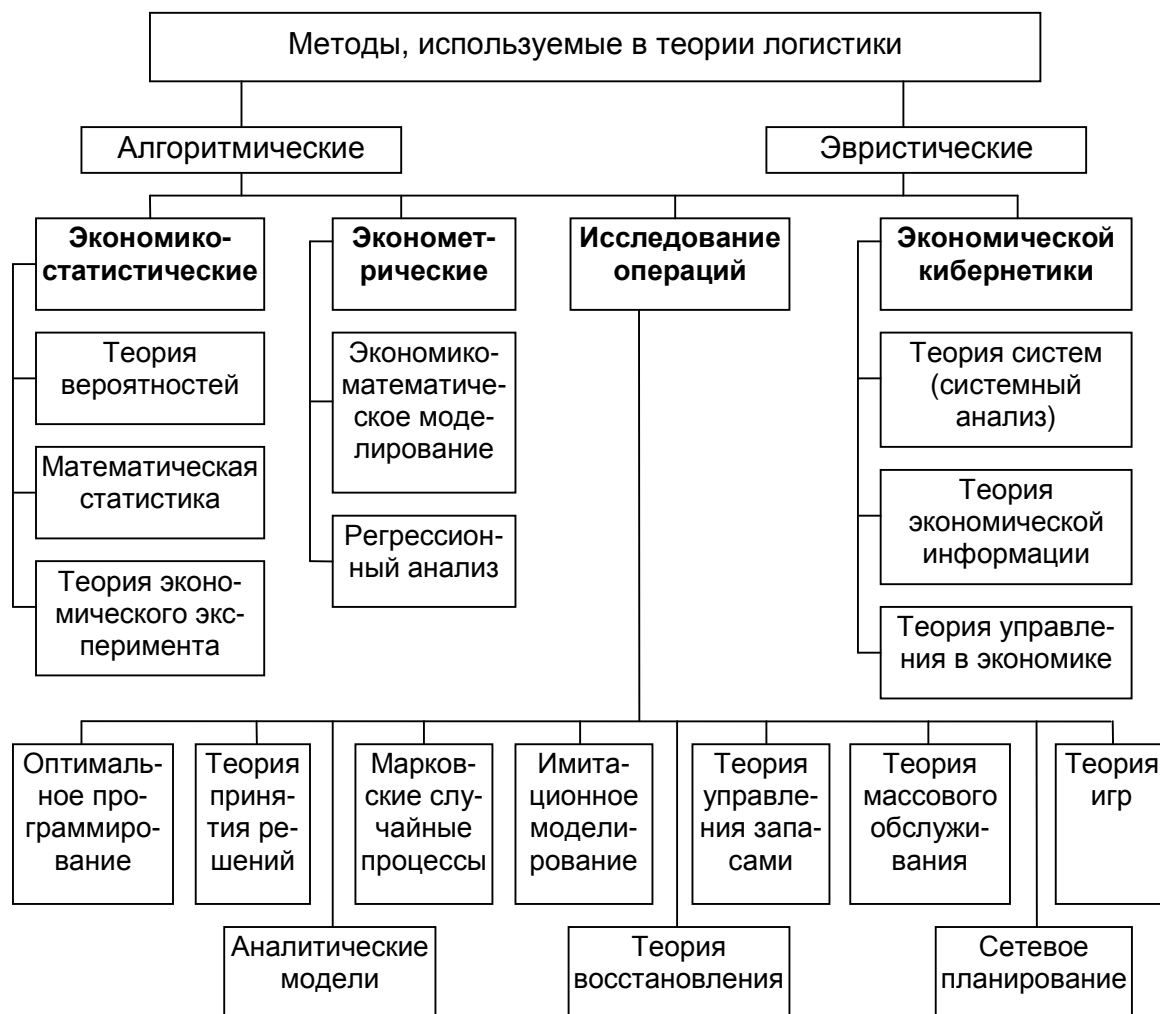 Методы, используемые в теории логистики
Алгоритмические
Эвристические
Экономико-
статистические
Эконимет-
рические
Исследование
операций
Экономической
кибернетики
Теория
вероятностей
Математическая
статистика
Теория эконо-
мического экс-
перимента
Экономико-
математиче-
ское моде-
лирование
Регрессион-
ный анализ
Теория систем
(системный
анализ)
Теория
экономической
информации
Теория управле-
ния в экономике
Оптималь-
ное про-
граммиро-
вание
Теория
приня-
тия ре-
шений
Марков-
ские слу-
чайные
процессы
Имита-
ционное
модели-
рование
Теория
управле-
ния запа-
сами
Теория
массового
обслужи-
вания
Теория
игр
Аналитические
модели
Теория
восстановления
Сетевое
планирование